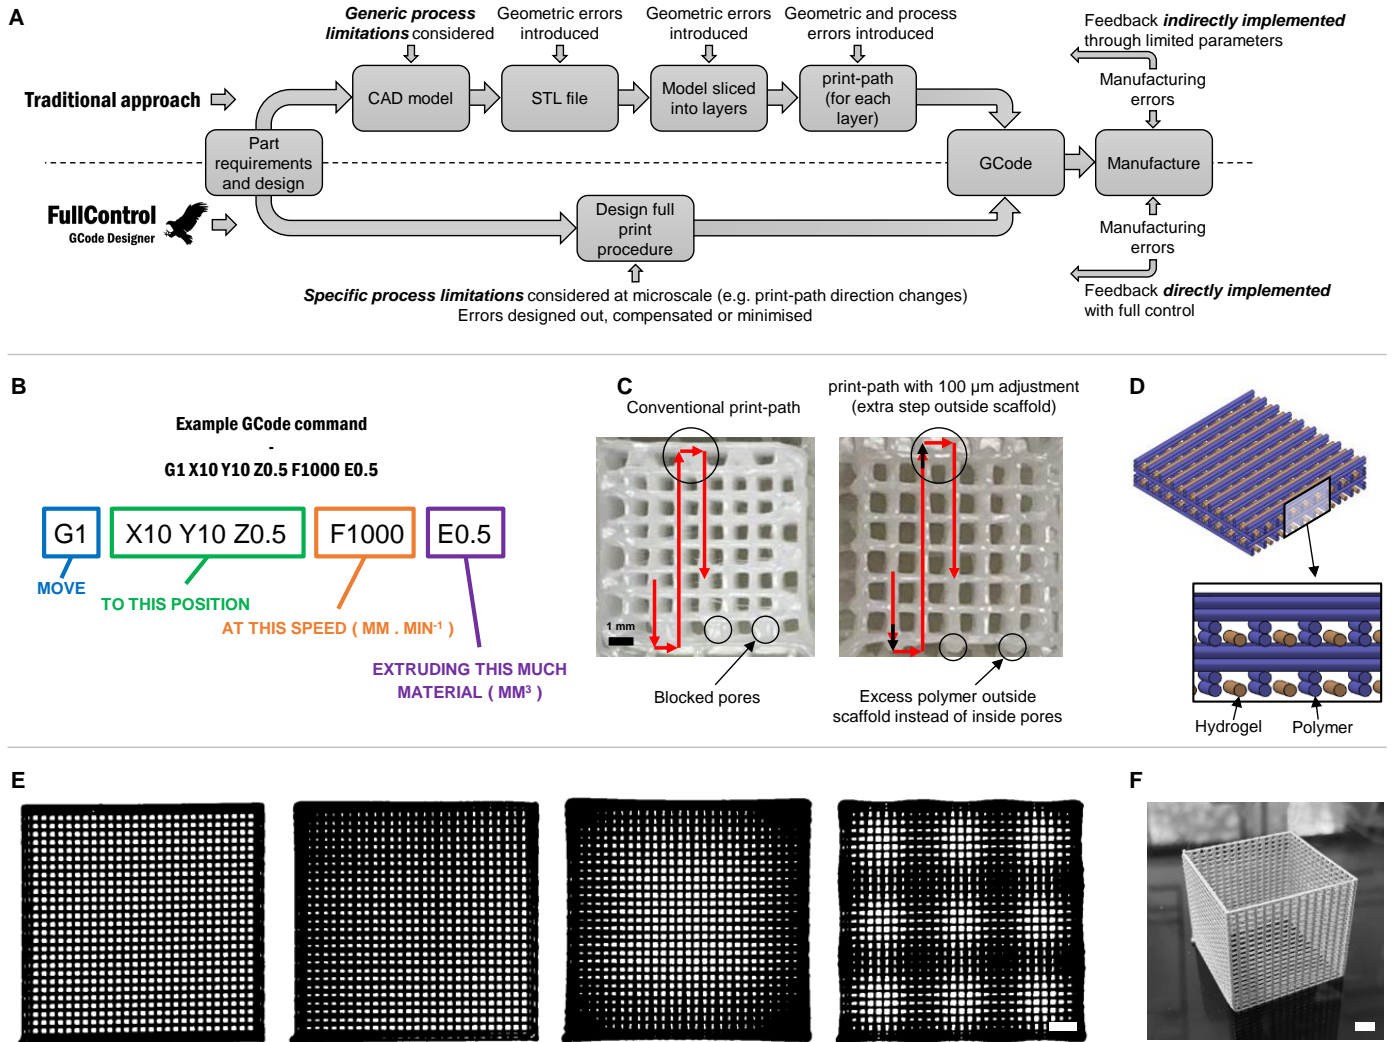 A
Generic process
limitations considered
Geometric errors
introduced
Geometric errors
introduced
Geometric and process
errors introduced
Feedback indirectly implemented
through limited parameters
Traditional approach
CAD model
STL file
Model sliced
into layers
print-path
(for each
layer)
Manufacturing
errors
Part
requirements
and design
GCode
Manufacture
FullControl
GCode Designer
Design full
print
procedure
Manufacturing
errors
Specific process limitations considered at microscale (e.g. print-path direction changes)
Errors designed out, compensated or minimised
Feedback directly implemented
with full control
B
Example GCode command
-
G1 X10 Y10 Z0.5 F1000 E0.5
G1
X10 Y10 Z0.5
F1000
E0.5
MOVE
TO THIS POSITION
AT THIS SPEED ( MM . MIN⁻¹ )
EXTRUDING THIS MUCH
MATERIAL ( MM³ )
C
Conventional print-path
print-path with 100 µm adjustment
(extra step outside scaffold)
1 mm
Blocked pores
Excess polymer outside
scaffold instead of inside pores
D
Hydrogel
Polymer
E
F